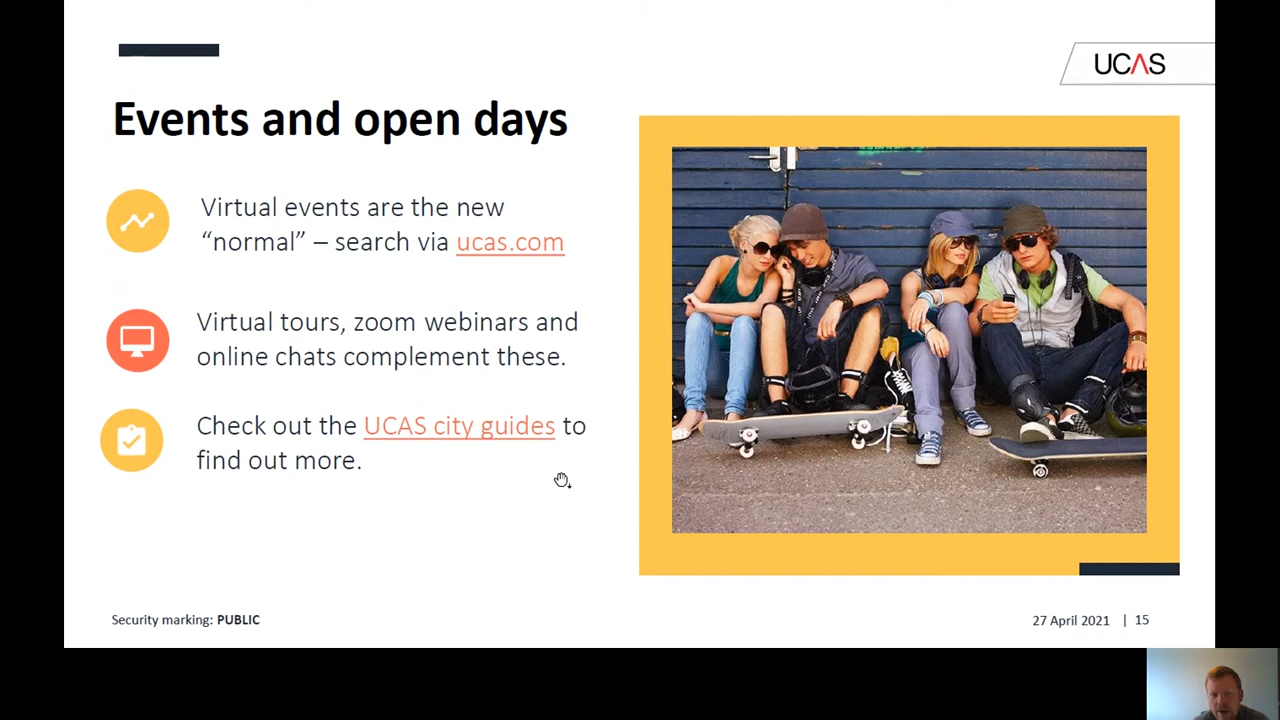 UCAS
Events and open days
Virtual events are the new
“normal” – search via ucas.com
Virtual tours, zoom webinars and
online chats complement these.
Check out the UCAS city guides to
find out more.
Security marking: PUBLIC
27 April 2021 | 15